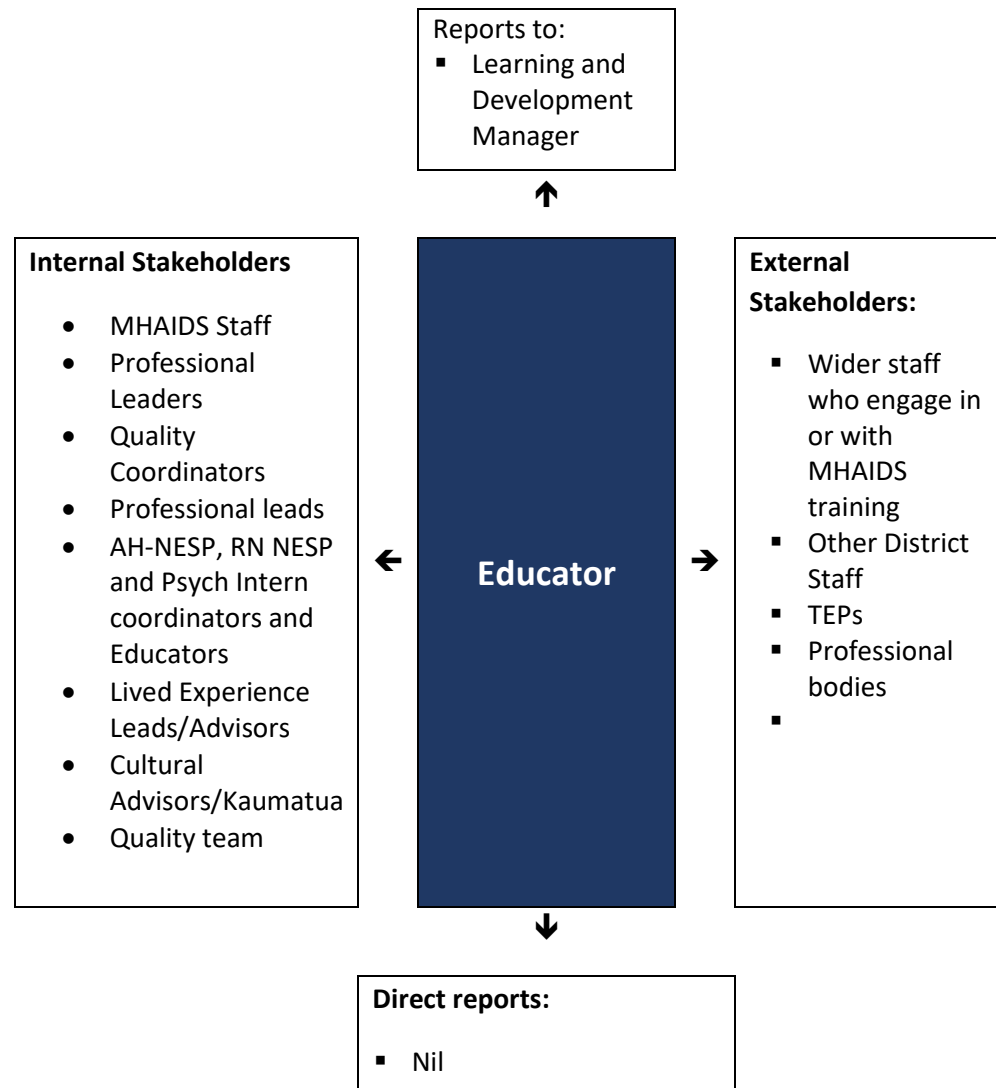 Reports to:
▪ Learning and
Development
Manager
↑
Internal Stakeholders
• MHAIDS Staff
• Professional
Leaders
• Quality
Coordinators
• Professional leads
• AH-NESP, RN NESP
and Psych Intern
coordinators and
Educators
• Lived Experience
Leads/Advisors
• Cultural
Advisors/Kaumatua
• Quality team
←
Educator
→
External
Stakeholders:
▪ Wider staff
who engage in
or with
MHAIDS
training
▪ Other District
Staff
▪ TEPs
▪ Professional
bodies
▪
↓
Direct reports:
▪ Nil